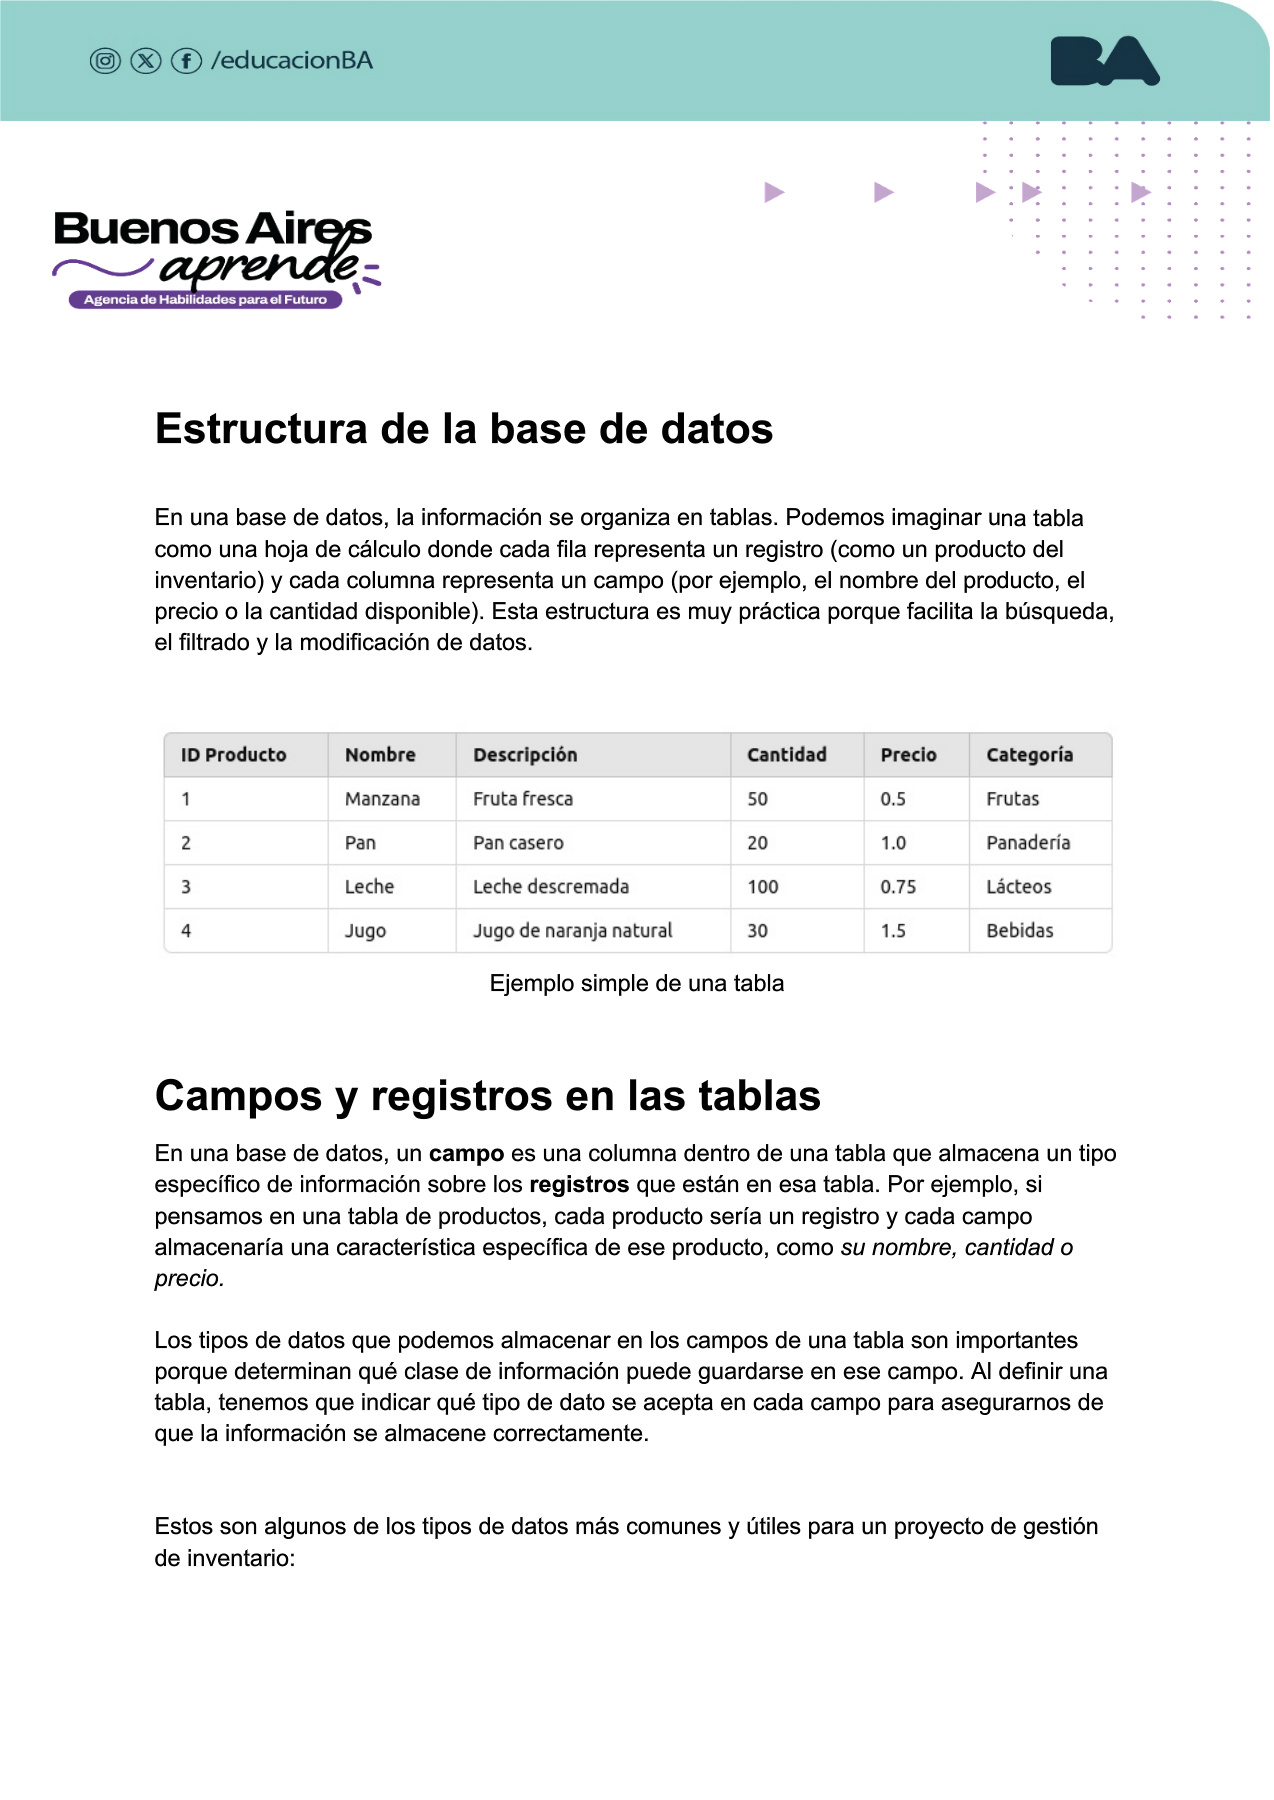 /educacionBA
BA
Buenos Aires
aprende
Agencia de Habilidades para el Futuro
Estructura de la base de datos
En una base de datos, la información se organiza en tablas. Podemos imaginar una tabla
como una hoja de cálculo donde cada fila representa un registro (como un producto del
inventario) y cada columna representa un campo (por ejemplo, el nombre del producto, el
precio o la cantidad disponible). Esta estructura es muy práctica porque facilita la búsqueda,
el filtrado y la modificación de datos.
ID Producto Nombre Descripción Cantidad Precio Categoría
1 Manzana Fruta fresca 50 0.5 Frutas
2 Pan Pan casero 20 1.0 Panadería
3 Leche Leche descremada 100 0.75 Lácteos
4 Jugo Jugo de naranja natural 30 1.5 Bebidas
Ejemplo simple de una tabla
Campos y registros en las tablas
En una base de datos, un campo es una columna dentro de una tabla que almacena un tipo
específico de información sobre los registros que están en esa tabla. Por ejemplo, si
pensamos en una tabla de productos, cada producto sería un registro y cada campo
almacenaría una característica específica de ese producto, como su nombre, cantidad o
precio.
Los tipos de datos que podemos almacenar en los campos de una tabla son importantes
porque determinan qué clase de información puede guardarse en ese campo. Al definir una
tabla, tenemos que indicar qué tipo de dato se acepta en cada campo para asegurarnos de
que la información se almacene correctamente.
Estos son algunos de los tipos de datos más comunes y útiles para un proyecto de gestión
de inventario: